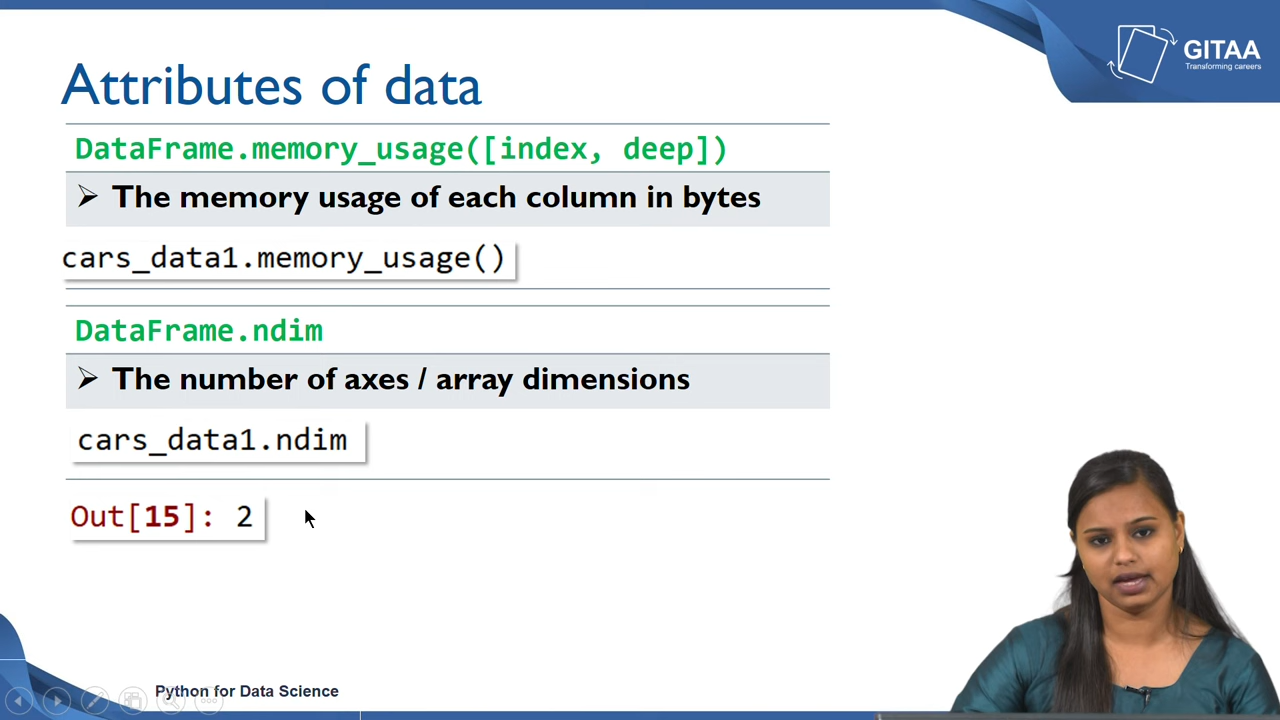 GITAA
Transforming careers
Attributes of data
DataFrame.memory_usage([index, deep])
The memory usage of each column in bytes
cars_data1.memory_usage()
DataFrame.ndim
The number of axes / array dimensions
cars_data1.ndim
Out[15]: 2
Python for Data Science